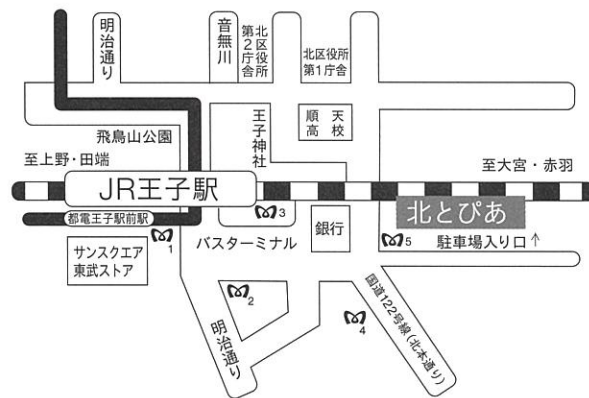 明治通り
音無川
北区役所
第2庁舎
北区役所
第1庁舎
飛鳥山公園
王子神社
順天
高校
至上野・田端
至大宮・赤羽
JR王子駅
北とぴあ
都電王子駅前駅
3
銀行
1
バスターミナル
5
駐車場入り口↑
サンスクエア
東武ストア
2
4
明治通り
国道122号線(北本通り)